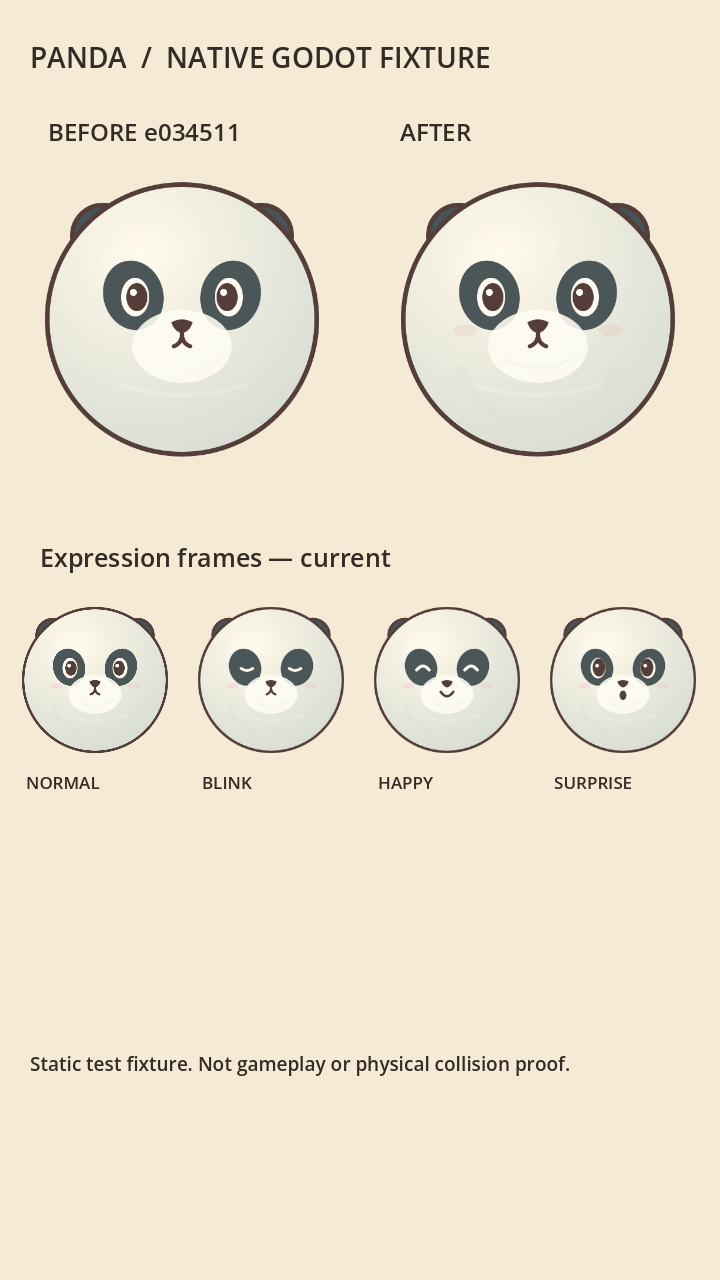 PANDA / NATIVE GODOT FIXTURE
BEFORE e034511
AFTER
Expression frames — current
NORMAL
BLINK
HAPPY
SURPRISE
Static test fixture. Not gameplay or physical collision proof.